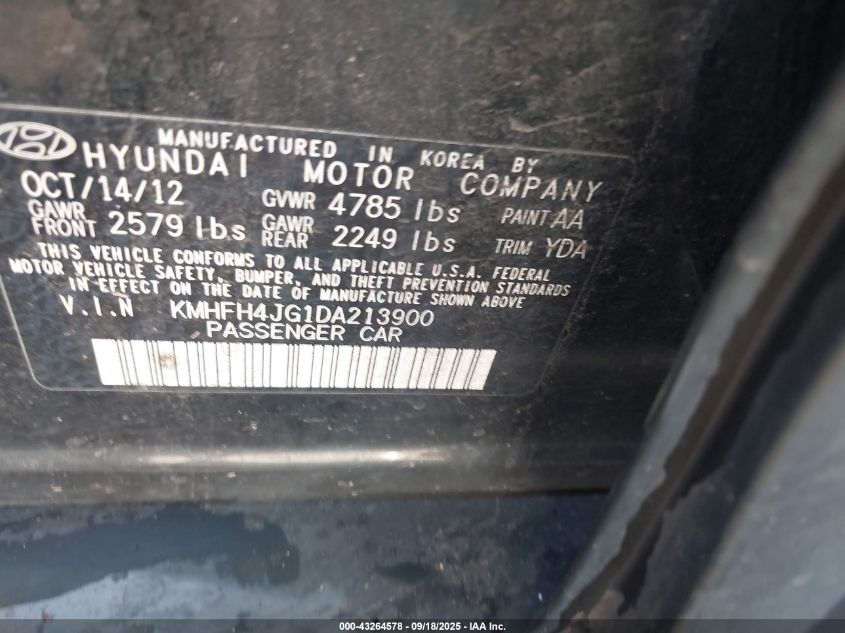 MANUFACTURED IN KOREA BY
HYUNDAI MOTOR COMPANY
OCT/14/12 GVWR 4785 lbs PAINT AA
GAWR FRONT 2579 lbs GAWR REAR 2249 lbs TRIM YDA
THIS VEHICLE CONFORMS TO ALL APPLICABLE U.S.A. FEDERAL
MOTOR VEHICLE SAFETY, BUMPER, AND THEFT PREVENTION STANDARDS
IN EFFECT ON THE DATE OF MANUFACTURE SHOWN ABOVE
V.I.N KMHFH4JG1DA213900
PASSENGER CAR
000-43264578 - 09/18/2025 - IAA Inc.